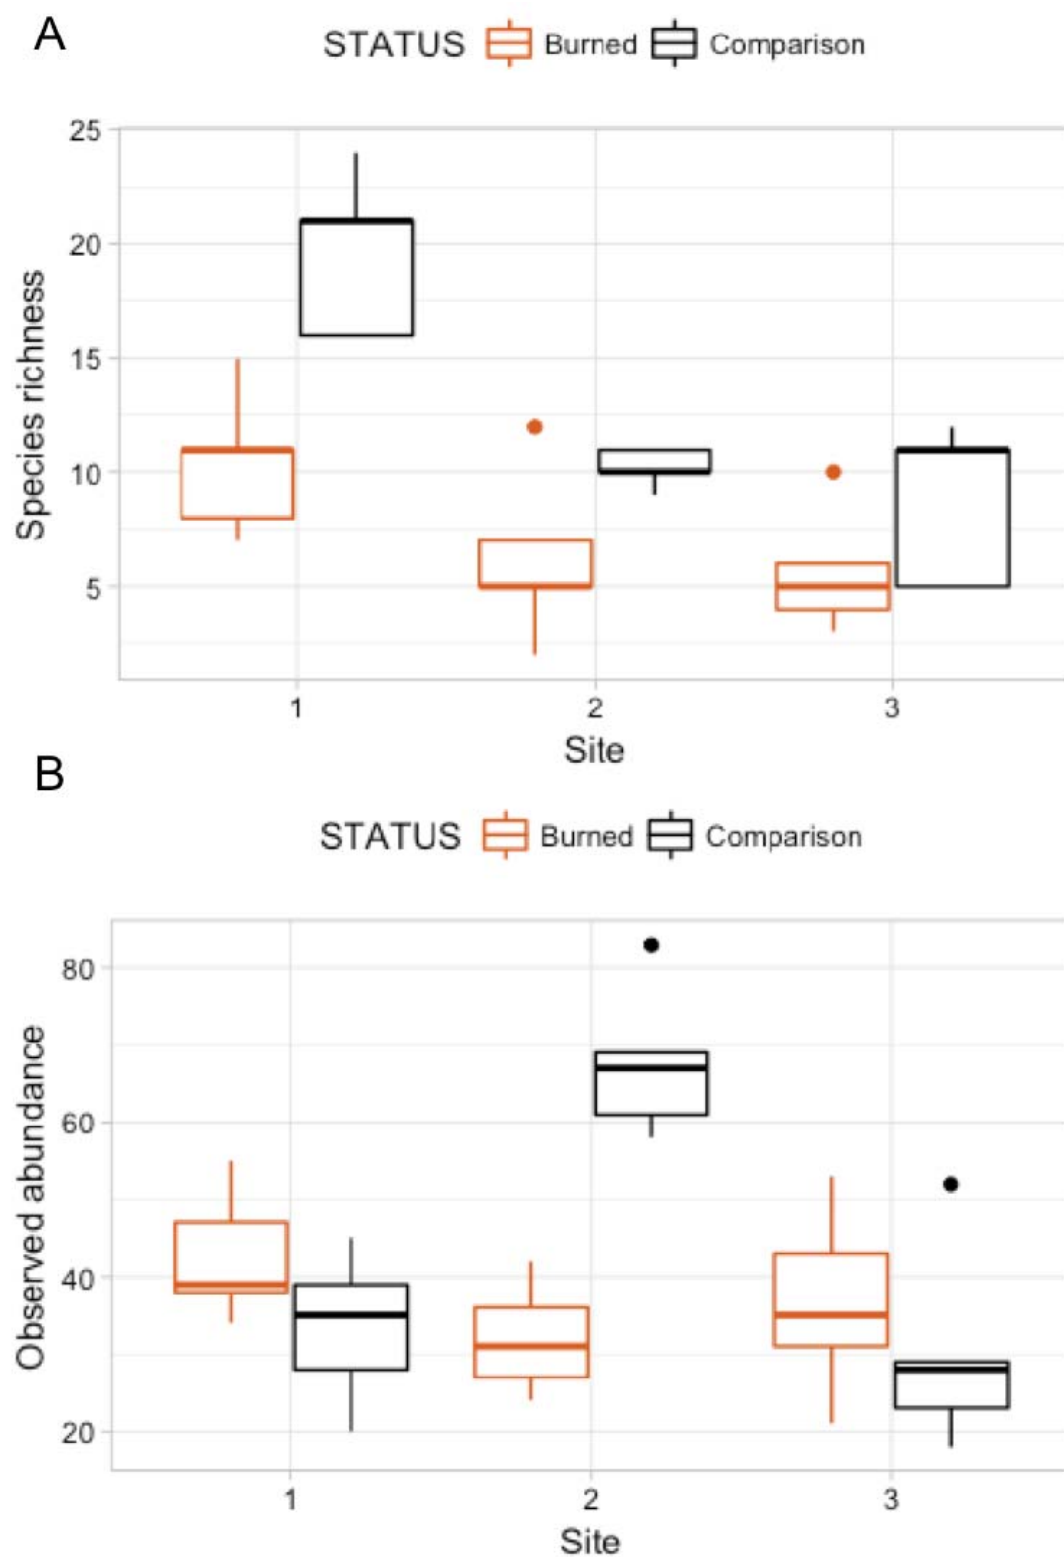 A
STATUS Burned Comparison
25
20
15
10
5
Species richness
1 2 3
Site
B
STATUS Burned Comparison
80
60
40
20
Observed abundance
1 2 3
Site